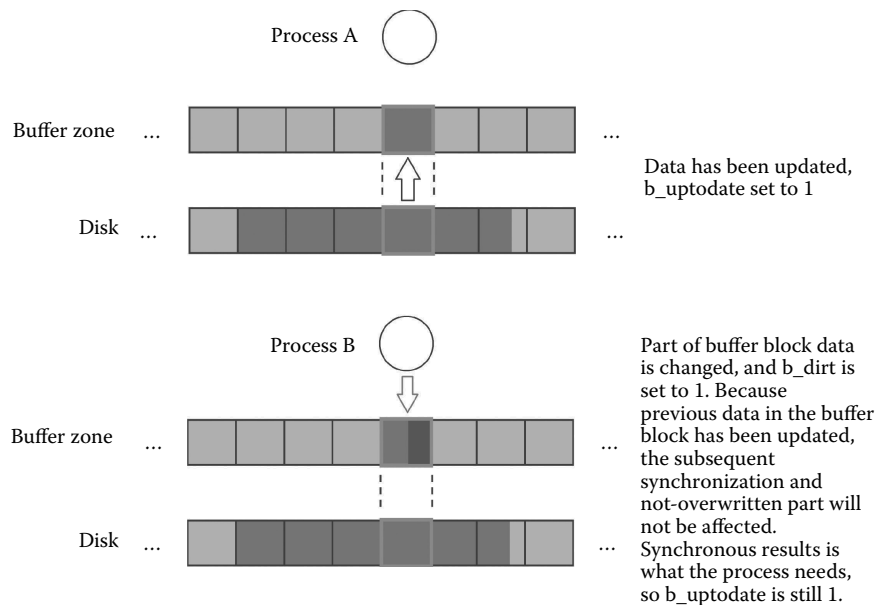 Process A
Buffer zone ... ...
Data has been updated,
b_uptodate set to 1
Disk ... ...
Process B
Part of buffer block data
is changed, and b_dirt is
set to 1. Because
previous data in the buffer
block has been updated,
the subsequent
synchronization and
not-overwritten part will
not be affected.
Synchronous results is
what the process needs,
so b_uptodate is still 1.
Buffer zone ... ...
Disk ... ...